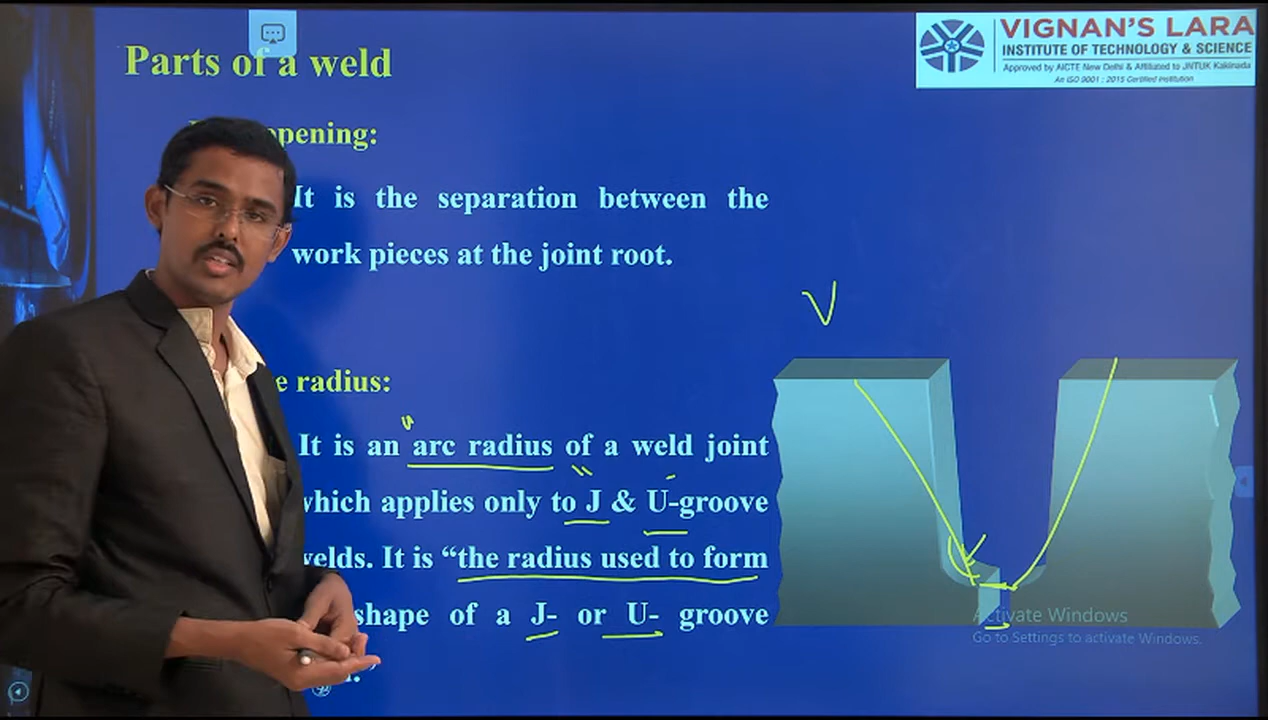 Parts of a weld
VIGNAN'S LARA
INSTITUTE OF TECHNOLOGY & SCIENCE
Approved by AICTE New Delhi & Affiliated to JNTUK Kakinada
An ISO 9001 : 2015 Certified Institution
opening:
It is the separation between the
work pieces at the joint root.
V
e radius:
It is an arc radius of a weld joint
which applies only to J & U-groove
welds. It is “the radius used to form
shape of a J- or U- groove
Activate Windows
Go to Settings to activate Windows.